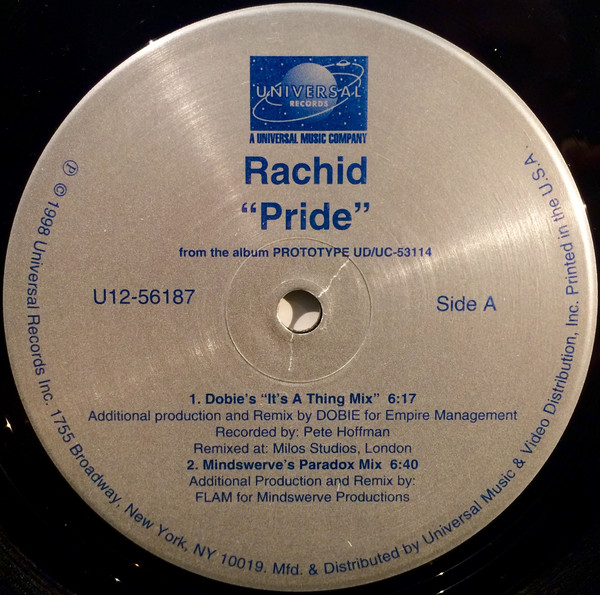 UNIVERSAL
RECORDS
A UNIVERSAL MUSIC COMPANY
Rachid
“Pride”
from the album PROTOTYPE UD/UC-53114
U12-56187
Side A
1. Dobie's “It's A Thing Mix” 6:17
Additional production and Remix by DOBIE for Empire Management
Recorded by: Pete Hoffman
Remixed at: Milos Studios, London
2. Mindswerve's Paradox Mix 6:40
Additional Production and Remix by:
FLAM for Mindswerve Productions
℗ © 1998 Universal Records Inc. 1755 Broadway, New York, NY 10019. Mfd. & Distributed by Universal Music & Video Distribution, Inc. Printed in the U.S.A.